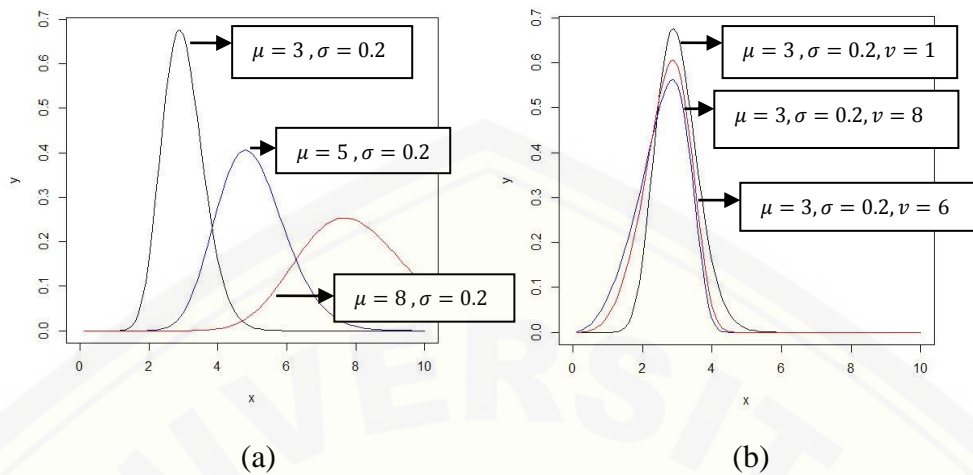 0.7
0.6
0.5
0.4
0.3
0.2
0.1
0.0
y
0 2 4 6 8 10
x
μ = 3 , σ = 0.2
μ = 5 , σ = 0.2
μ = 8 , σ = 0.2
(a)
0.7
0.6
0.5
0.4
0.3
0.2
0.1
0.0
y
0 2 4 6 8 10
x
μ = 3 , σ = 0.2, v = 1
μ = 3, σ = 0.2, v = 8
μ = 3, σ = 0.2, v = 6
(b)
IVERSIT